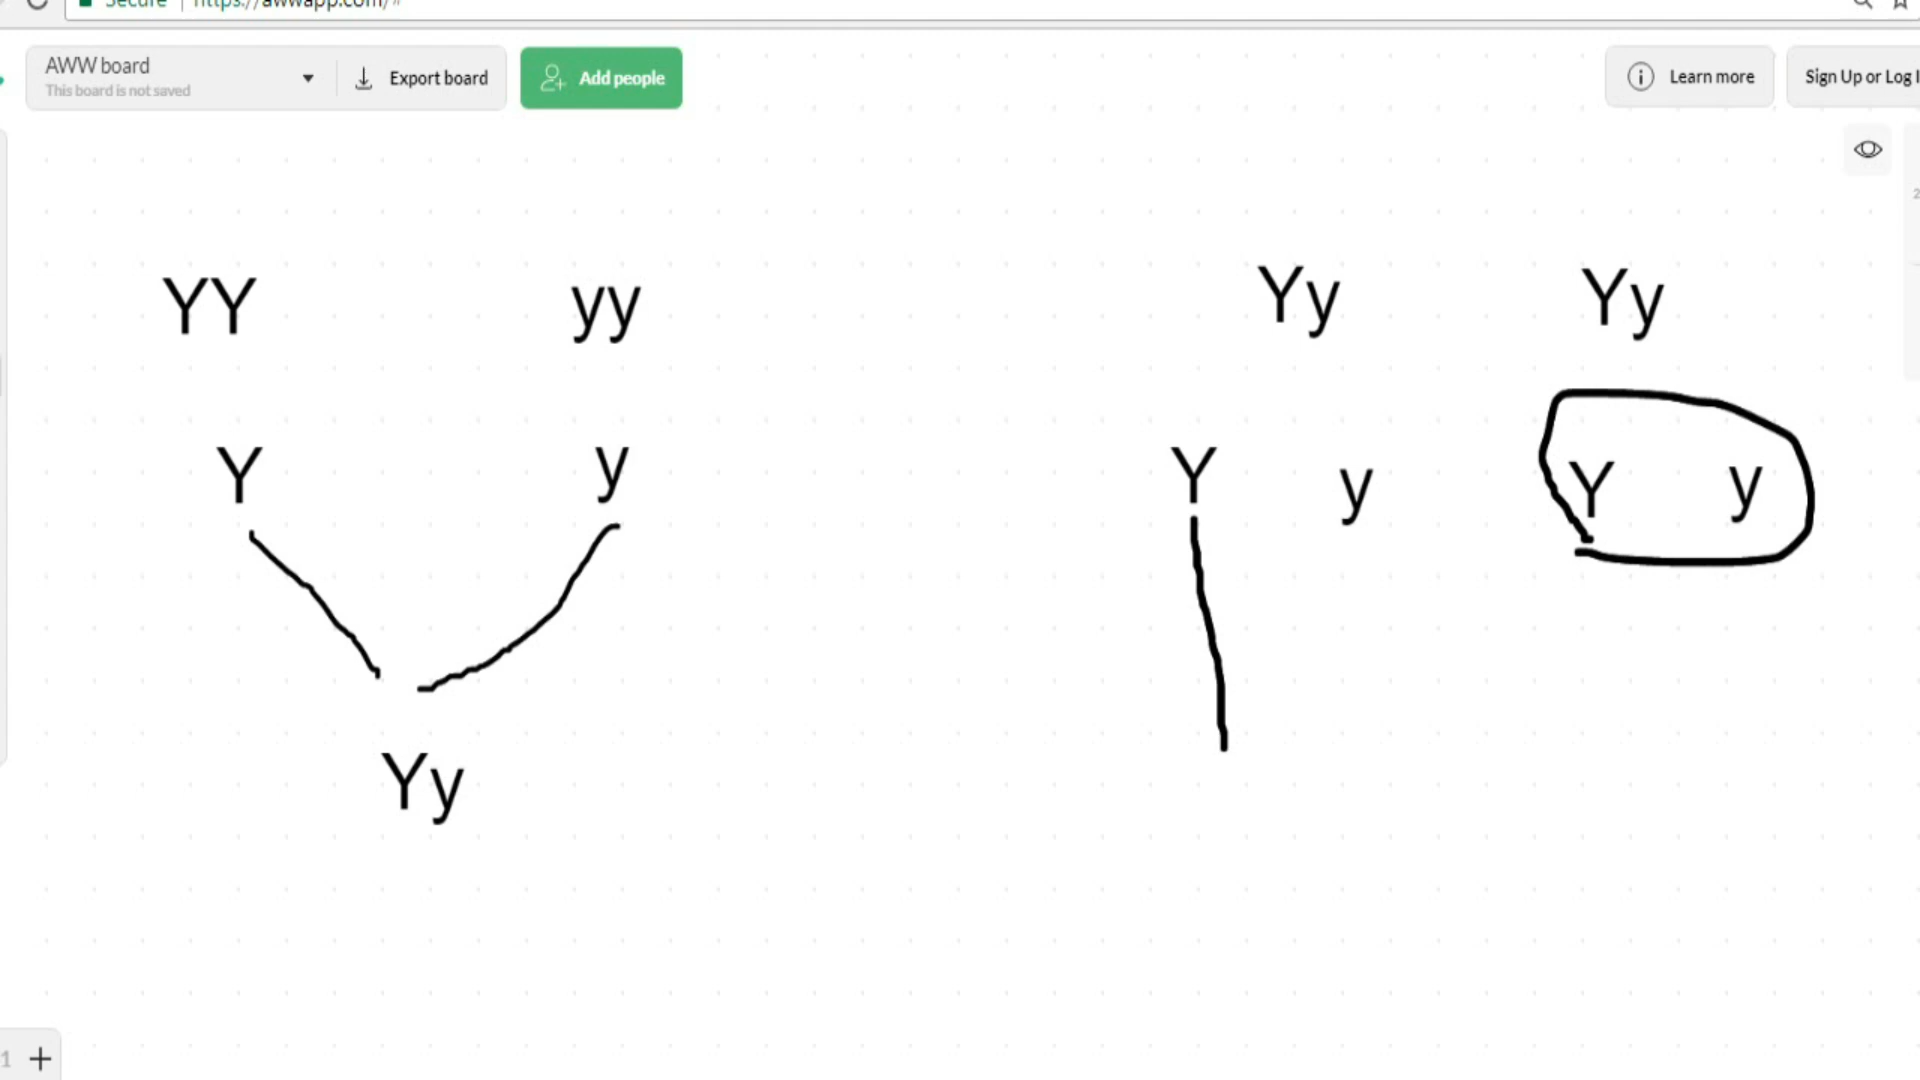 Secure | https://awwapp.com/#
AWW board
This board is not saved
Export board
Add people
Learn more
Sign Up or Log I
2
YY yy Yy Yy
Y y Y y Y y
Yy
1 +